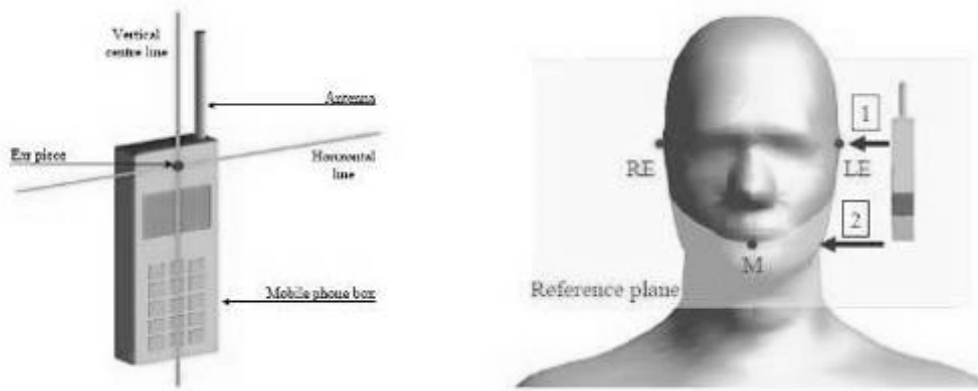 Vertical
centre line
Antenna
Ear piece
Horizontal
line
Mobile phone box
1
RE
LE
2
M
Reference plane